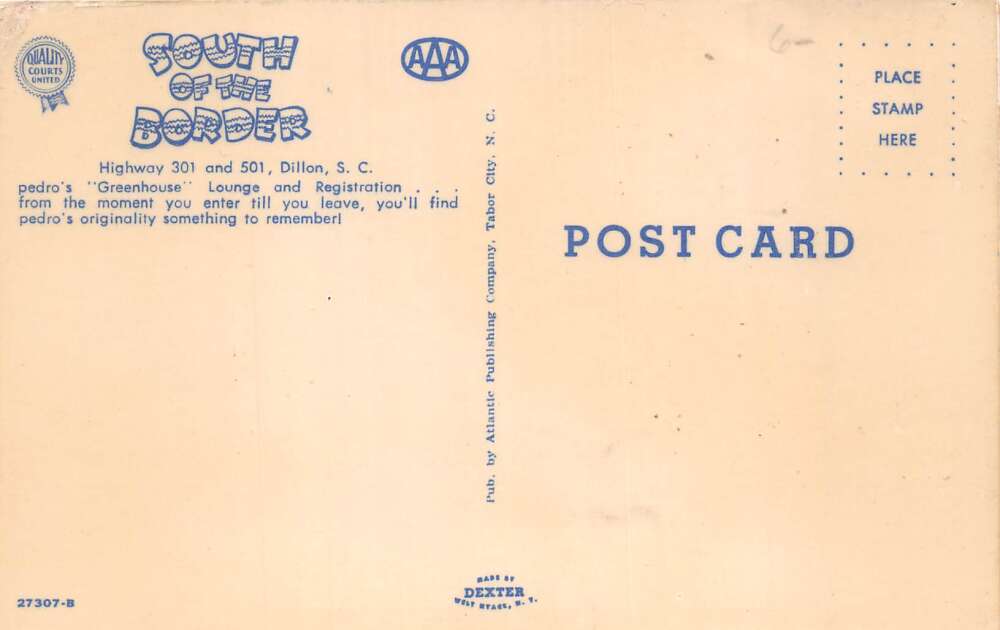 QUALITY
COURTS
UNITED
SOUTH
OF THE
BORDER
AAA
Highway 301 and 501, Dillon, S. C.
pedro's "Greenhouse" Lounge and Registration . . .
from the moment you enter till you leave, you'll find
pedro's originality something to remember!
Pub. by Atlantic Publishing Company, Tabor City, N. C.
6-
PLACE
STAMP
HERE
POST CARD
27307-B
MADE BY
DEXTER
WEST NYACK, N. Y.